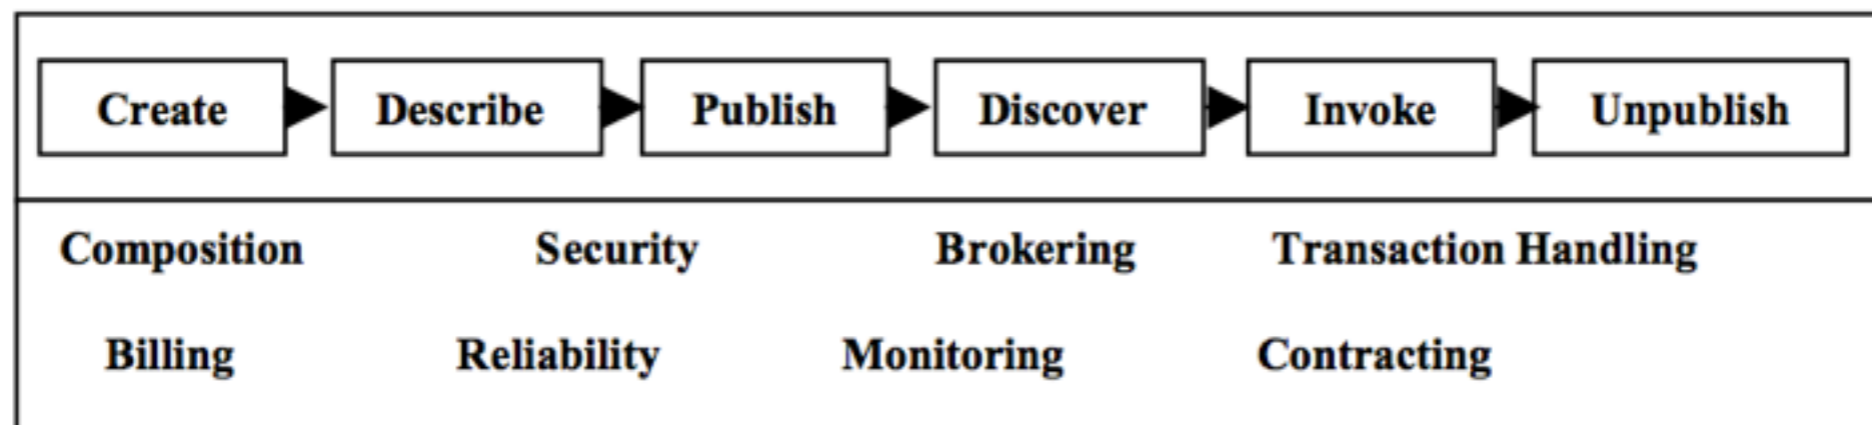 Create Describe Publish Discover Invoke Unpublish
Composition Security Brokering Transaction Handling
Billing Reliability Monitoring Contracting